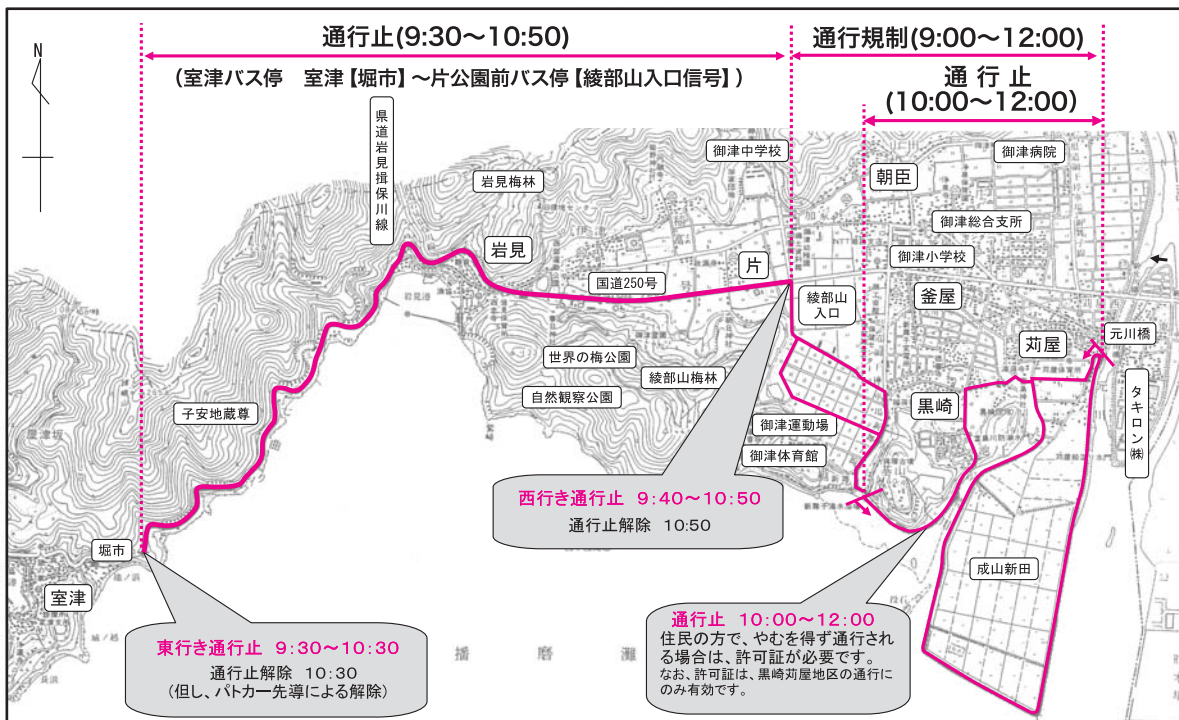 通行止(9:30～10:50)
（室津バス停　室津【堀市】～片公園前バス停【綾部山入口信号】）
通行規制(9:00～12:00)
通 行 止
(10:00～12:00)
N
県道岩見揖保川線
御津中学校
御津病院
岩見梅林
朝臣
御津総合支所
岩見
御津小学校
片
国道250号
釜屋
綾部山
入口
岩見港
元川橋
苅屋
世界の梅公園
綾部山梅林
自然観察公園
黒崎
タキロン㈱
子安地蔵尊
屋津坂
御津運動場
御津体育館
西行き通行止　9:40～10:50
通行止解除　10:50
堀市
室津
成山新田
東行き通行止　9:30～10:30
通行止解除　10:30
(但し、パトカー先導による解除)
播　磨　灘
通行止　10:00～12:00
住民の方で、やむを得ず通行され
る場合は、許可証が必要です。
なお、許可証は、黒崎苅屋地区の通行に
のみ有効です。